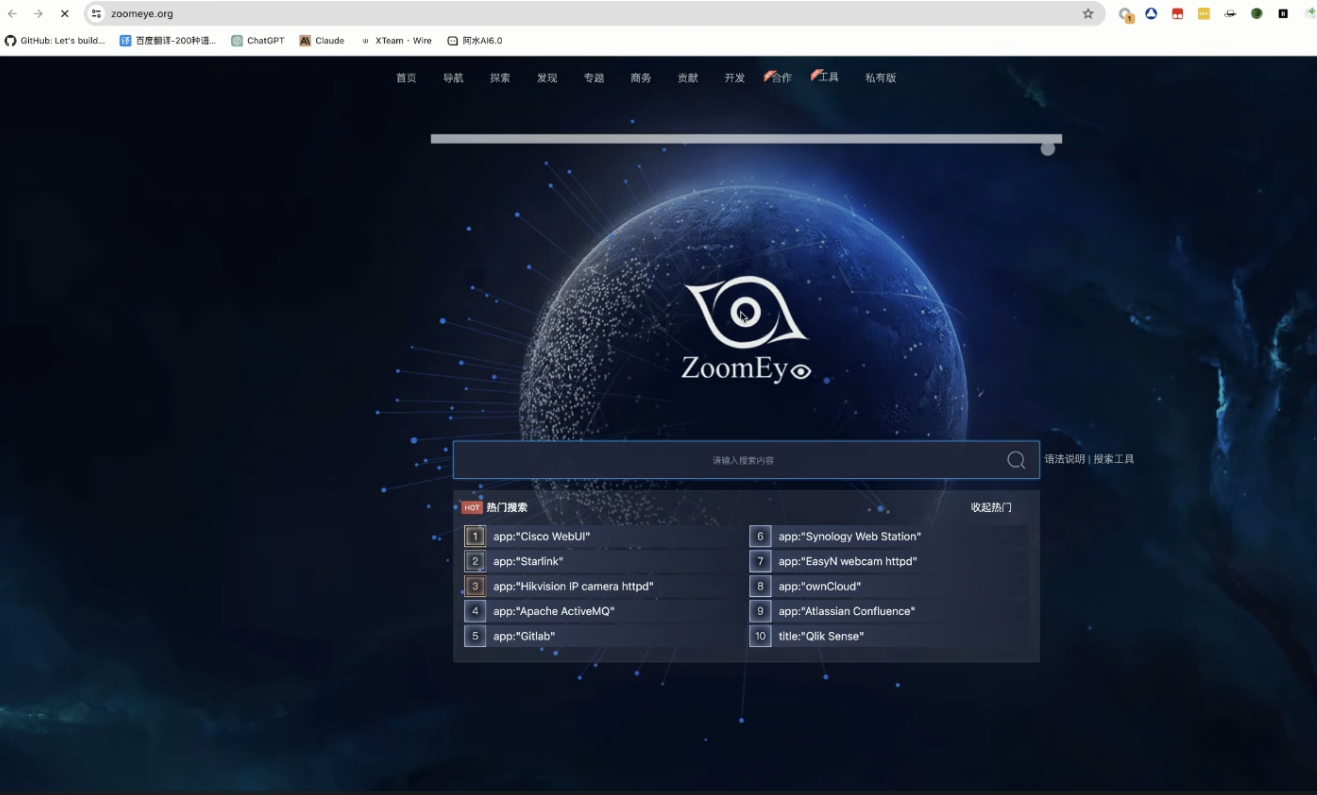 zoomeye.org
GitHub: Let's build... 百度翻译-200种语... ChatGPT Claude XTeam · Wire 阿水AI6.0
首页 导航 探索 发现 专题 商务 贡献 开发 合作 工具 私有版
ZoomEye
请输入搜索内容
语法说明 | 搜索工具
HOT 热门搜索 收起热门
1 app:"Cisco WebUI"
2 app:"Starlink"
3 app:"Hikvision IP camera httpd"
4 app:"Apache ActiveMQ"
5 app:"Gitlab"
6 app:"Synology Web Station"
7 app:"EasyN webcam httpd"
8 app:"ownCloud"
9 app:"Atlassian Confluence"
10 title:"Qlik Sense"